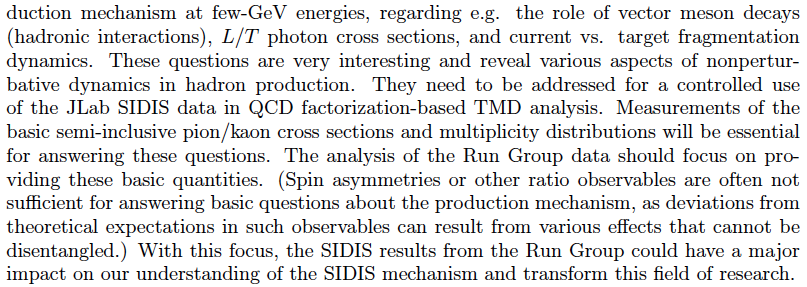 duction mechanism at few-GeV energies, regarding e.g. the role of vector meson decays
(hadronic interactions), L/T photon cross sections, and current vs. target fragmentation
dynamics. These questions are very interesting and reveal various aspects of nonpertur-
bative dynamics in hadron production. They need to be addressed for a controlled use
of the JLab SIDIS data in QCD factorization-based TMD analysis. Measurements of the
basic semi-inclusive pion/kaon cross sections and multiplicity distributions will be essential
for answering these questions. The analysis of the Run Group data should focus on pro-
viding these basic quantities. (Spin asymmetries or other ratio observables are often not
sufficient for answering basic questions about the production mechanism, as deviations from
theoretical expectations in such observables can result from various effects that cannot be
disentangled.) With this focus, the SIDIS results from the Run Group could have a major
impact on our understanding of the SIDIS mechanism and transform this field of research.